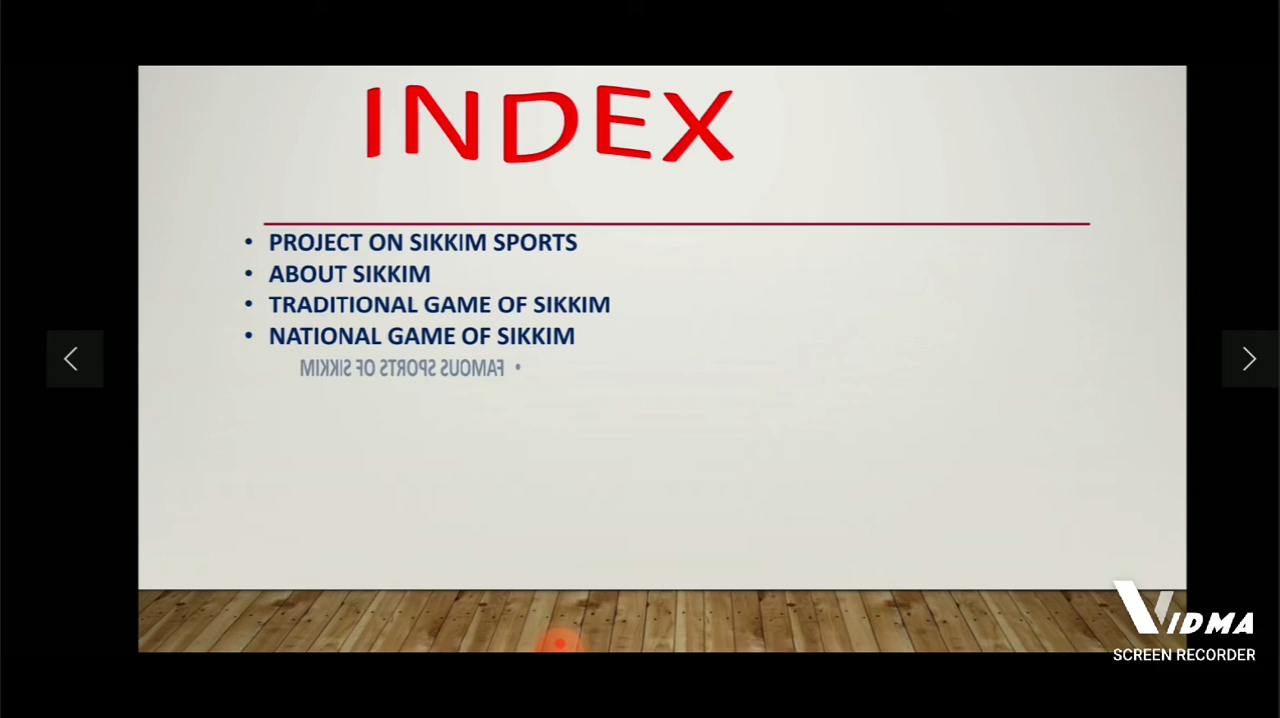 INDEX
• PROJECT ON SIKKIM SPORTS
• ABOUT SIKKIM
• TRADITIONAL GAME OF SIKKIM
• NATIONAL GAME OF SIKKIM
• FAMOUS SPORTS OF SIKKIM
VIDMA
SCREEN RECORDER